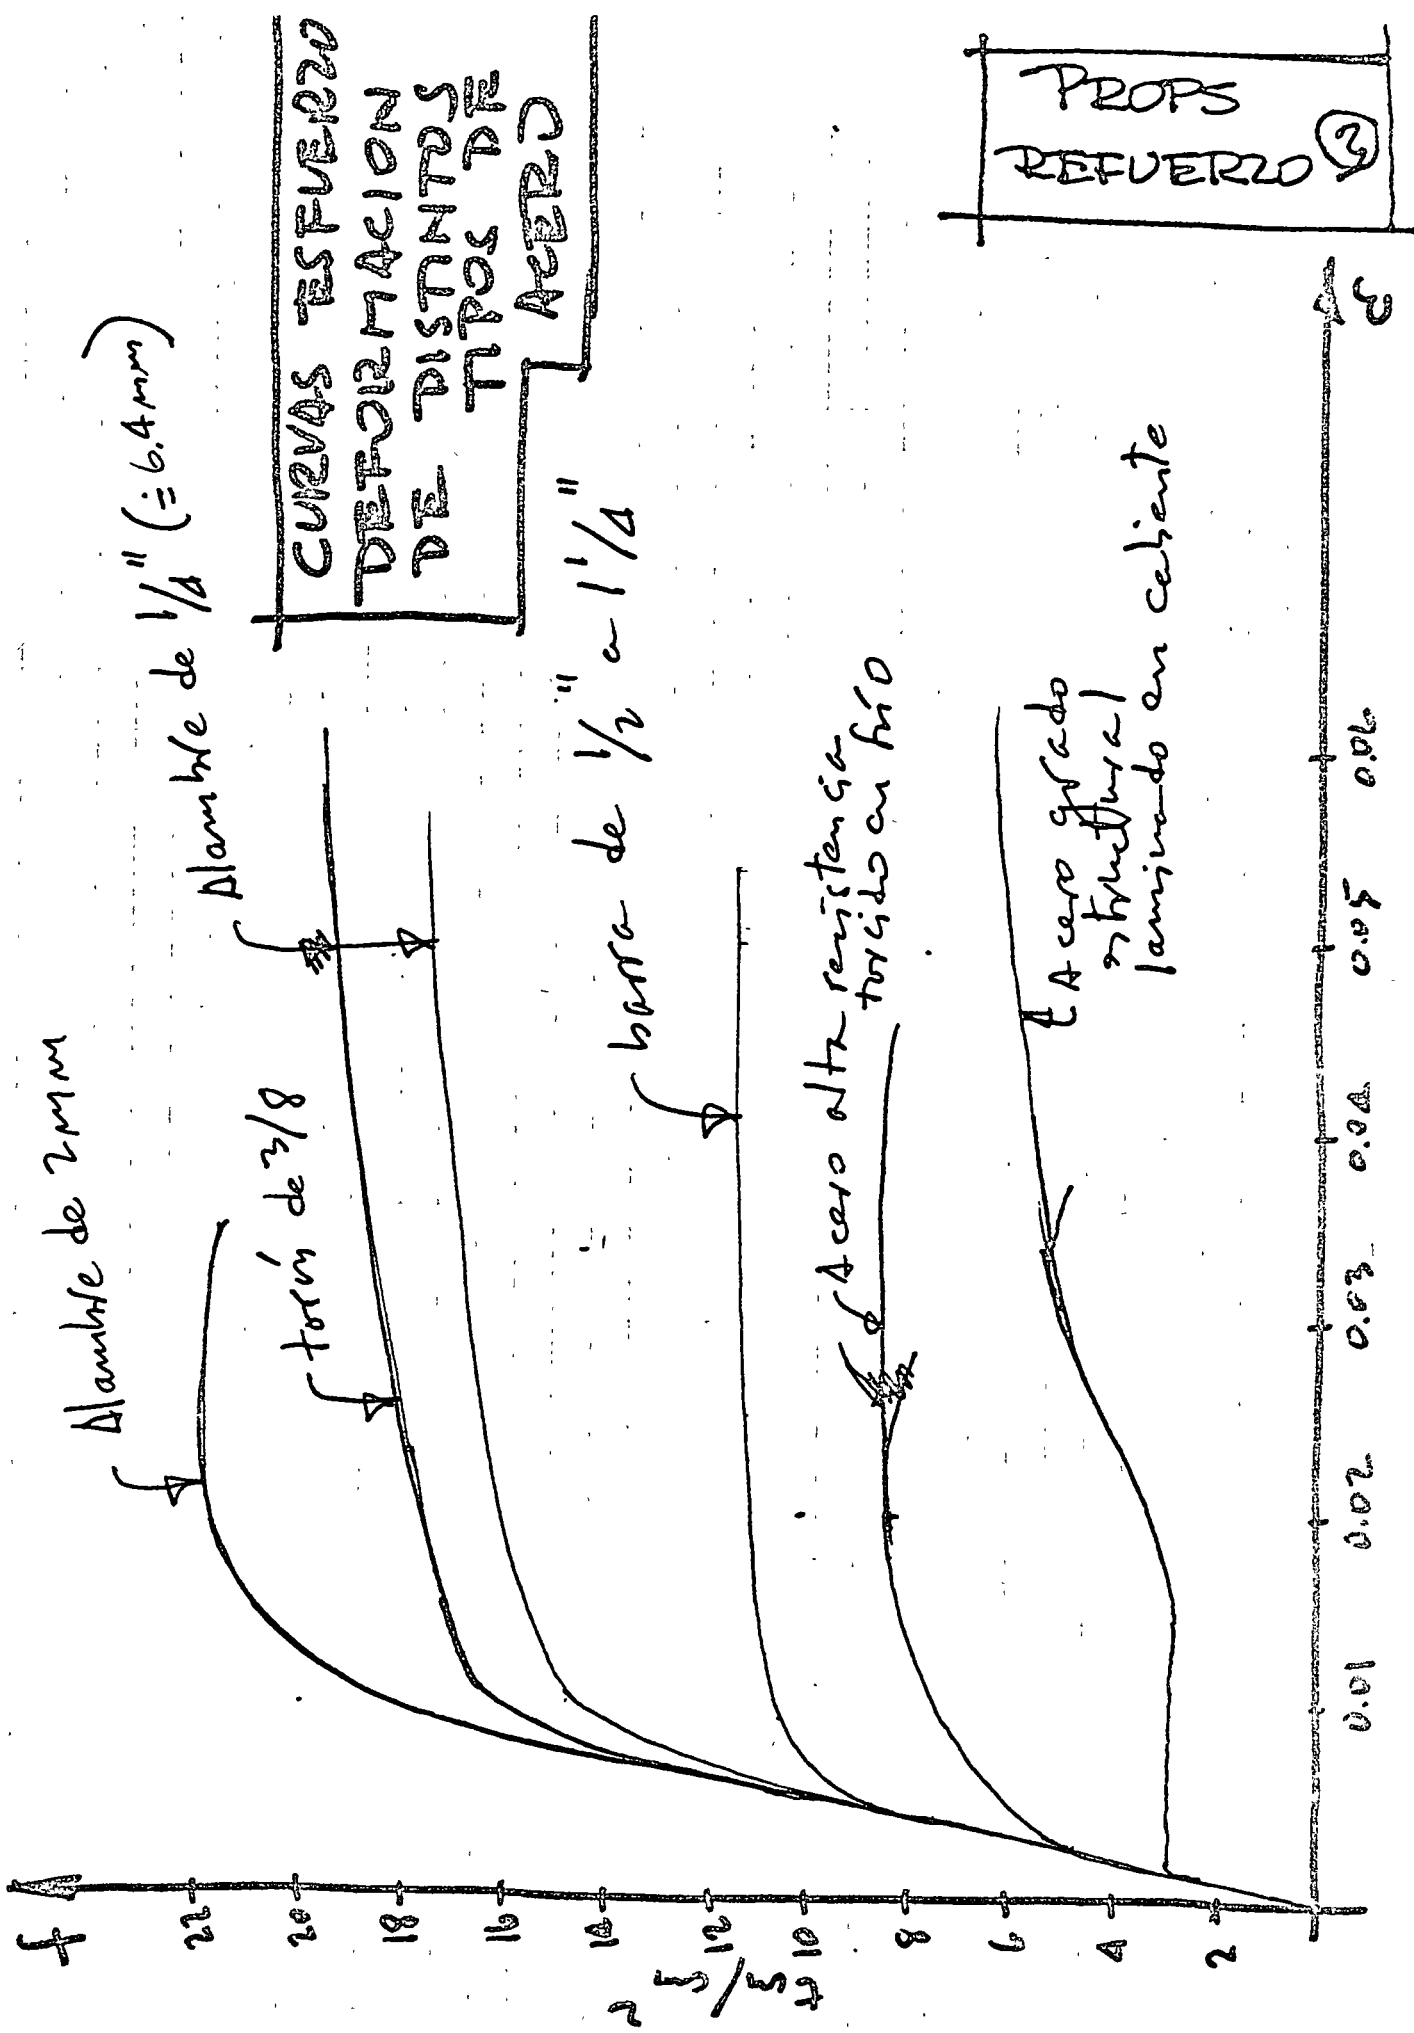 CURVAS ESFUERZO
DEFORMACION
DE DISTINTOS
TIPOS DE
ACERO
f
ton/cm²
22
20
18
16
14
12
10
8
6
4
2
Alambre de 2mm
torón de 3/8
Alambre de 1/4" (≐ 6.4mm)
barra de 1/2" a 1 1/4"
Acero alta resistencia
torcido en frío
Acero grado
estructural
laminado en caliente
0.01
0.02
0.03
0.04
0.05
0.06
ε
PROPS
REFUERZO 3